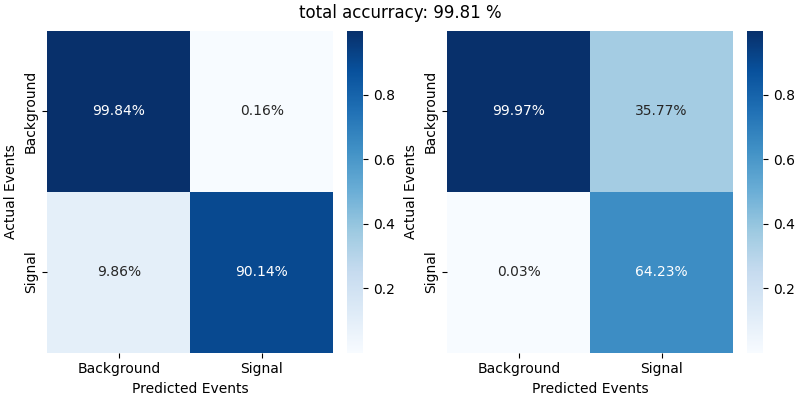 total accurracy: 99.81 %
Actual Events
Background
Signal
99.84%
0.16%
9.86%
90.14%
Background
Signal
Predicted Events
0.8
0.6
0.4
0.2
Actual Events
Background
Signal
99.97%
35.77%
0.03%
64.23%
Background
Signal
Predicted Events
0.8
0.6
0.4
0.2